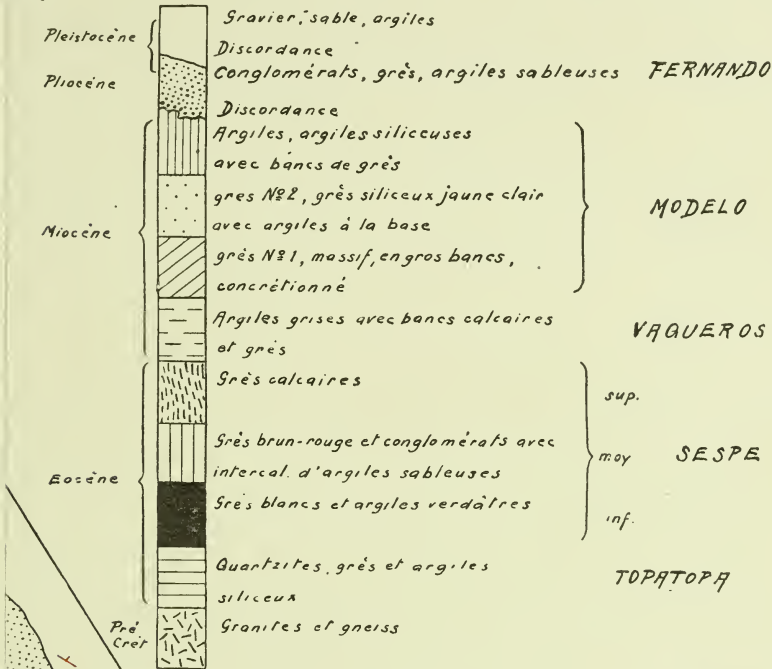 Pleistocène
Gravier, sable, argiles
Discordance
Pliocène
Conglomérats, grès, argiles sableuses
FERNANDO
Discordance
Miocène
Argiles, argiles siliceuses
avec bancs de grès
gres Nº2, grès siliceux jaune clair
avec argiles à la base
grès Nº1, massif, en gros bancs,
concrétionné
MODELO
Argiles grises avec bancs calcaires
et grès
VAQUEROS
Eocène
Grès calcaires
sup.
Grès brun-rouge et conglomérats avec
intercal. d'argiles sableuses
moy
SESPE
Grès blancs et argiles verdâtres
inf.
Quartzites, grès et argiles
siliceux
TOPATOPA
Pré
Crét
Granites et gneiss